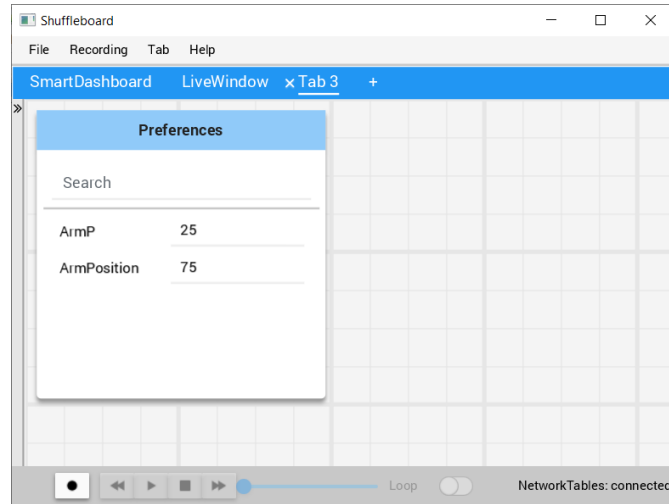 Shuffleboard
File Recording Tab Help
SmartDashboard LiveWindow Tab 3 +
Preferences
Search
ArmP 25
ArmPosition 75
Loop NetworkTables: connected